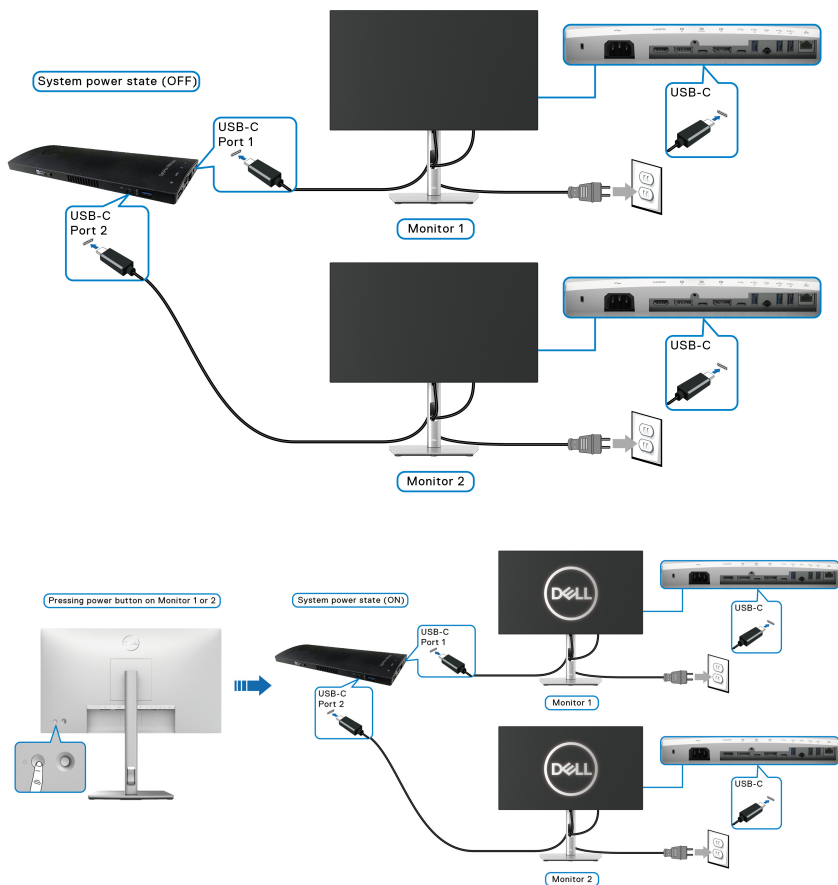 System power state (OFF)
USB-C
Port 1
USB-C
Monitor 1
USB-C
Port 2
USB-C
Monitor 2
Pressing power button on Monitor 1 or 2
System power state (ON)
DELL
USB-C
Port 1
USB-C
Monitor 1
USB-C
Port 2
DELL
USB-C
Monitor 2